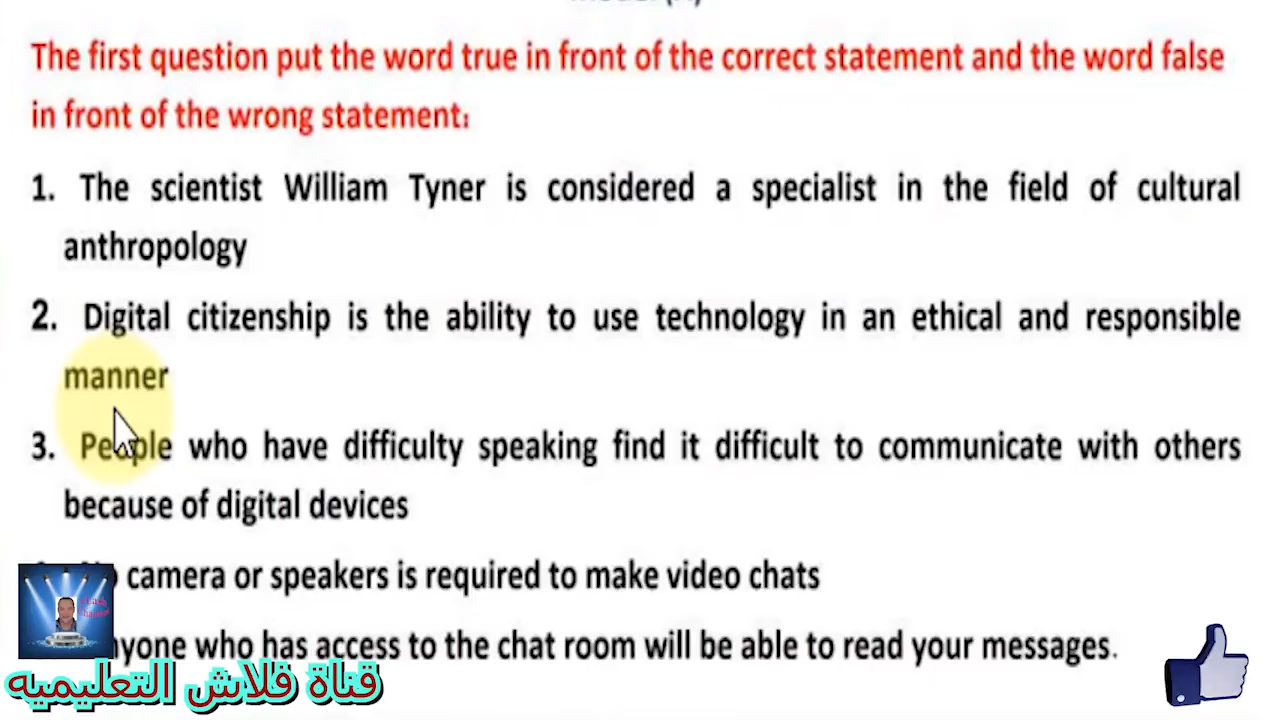 The first question put the word true in front of the correct statement and the word false
in front of the wrong statement:
1. The scientist William Tyner is considered a specialist in the field of cultural
anthropology
2. Digital citizenship is the ability to use technology in an ethical and responsible
manner
3. People who have difficulty speaking find it difficult to communicate with others
because of digital devices
camera or speakers is required to make video chats
who has access to the chat room will be able to read your messages.
قناة فلاش التعليميه